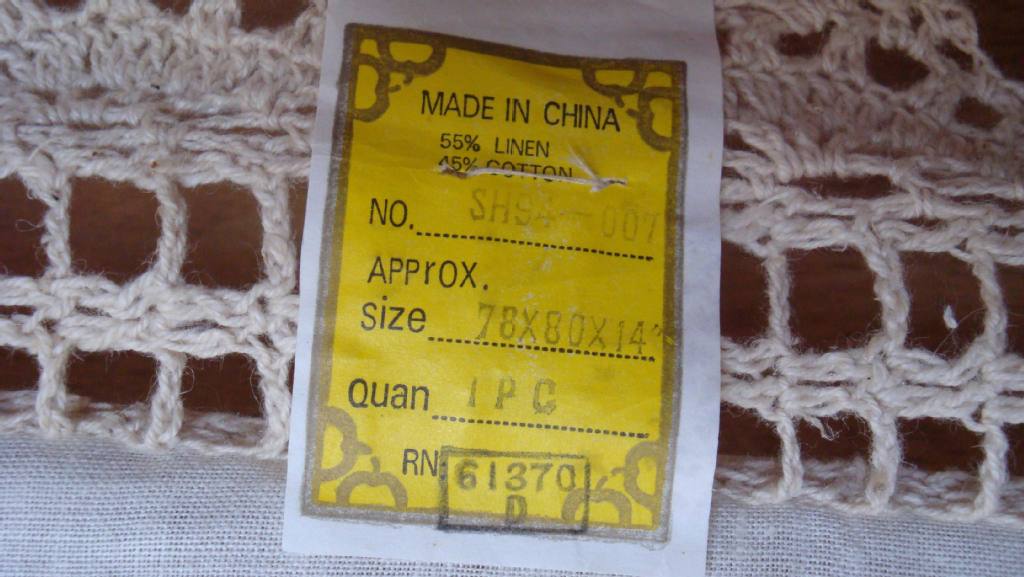 MADE IN CHINA
55% LINEN
45% COTTON
NO. SH94-007
APProx.
size 78X80X14"
Quan 1PC
RN: 61370
D